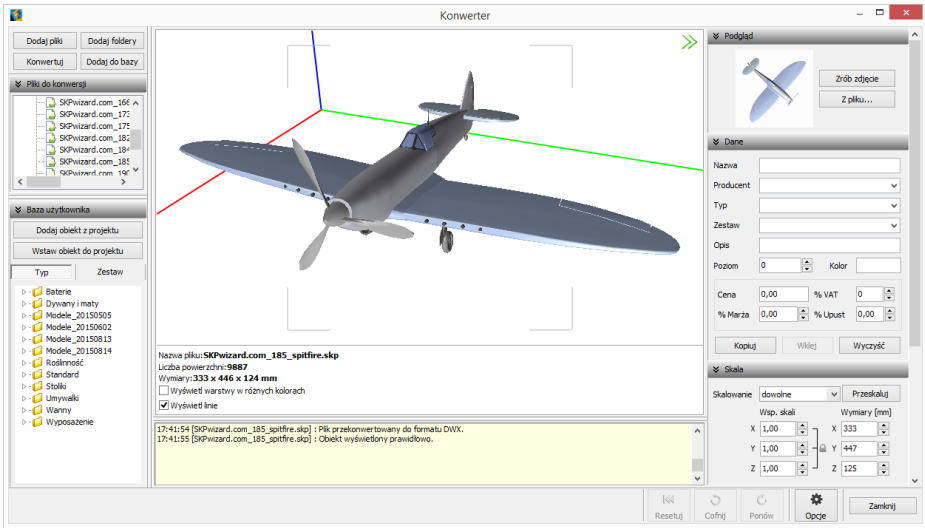 Konwerter
Dodaj pliki
Dodaj foldery
Konwertuj
Dodaj do bazy
Pliki do konwersji
SKPwizard.com_166
SKPwizard.com_173
SKPwizard.com_175
SKPwizard.com_182
SKPwizard.com_184
SKPwizard.com_185
SKPwizard.com_190
Baza użytkownika
Dodaj obiekt z projektu
Wstaw obiekt do projektu
Typ
Zestaw
Baterie
Dywany i maty
Modele_20150505
Modele_20150602
Modele_20150813
Modele_20150814
Roślinność
Standard
Stoliki
Umywalki
Wanny
Wyposażenie
Nazwa pliku:SKPwizard.com_185_spitfire.skp
Liczba powierzchni:9887
Wymiary:333 x 446 x 124 mm
Wyświetl warstwy w różnych kolorach
Wyświetl linie
17:41:54 [SKPwizard.com_185_spitfire.skp] : Plik przekonwertowany do formatu DWX.
17:41:55 [SKPwizard.com_185_spitfire.skp] : Obiekt wyświetlony prawidłowo.
Podgląd
Zrób zdjęcie
Z pliku...
Dane
Nazwa
Producent
Typ
Zestaw
Opis
Poziom 0 Kolor
Cena 0,00 % VAT 0
% Marża 0,00 % Upust 0,00
Kopiuj
Wklej
Wyczyść
Skala
Skalowanie dowolne Przeskaluj
Wsp. skali Wymiary [mm]
X 1,00 X 333
Y 1,00 Y 447
Z 1,00 Z 125
Resetuj
Cofnij
Ponów
Opcje
Zamknij